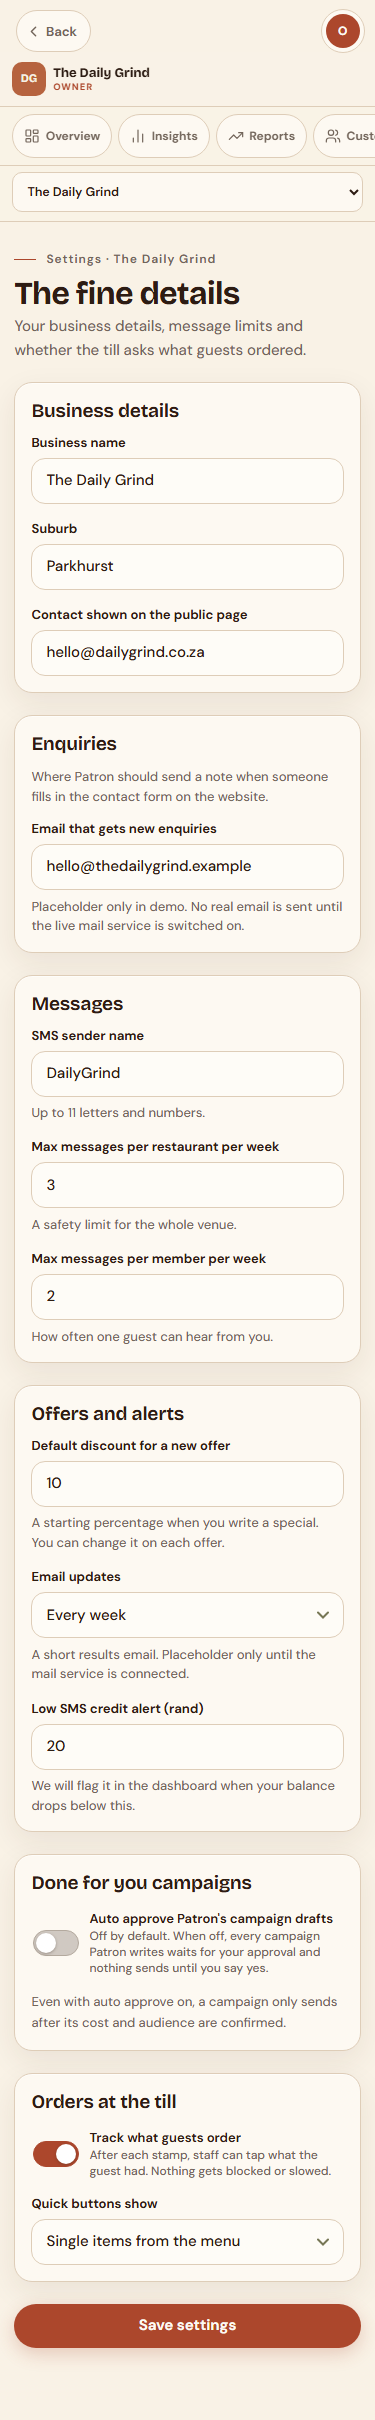 Back
O
DG
The Daily Grind
OWNER
Overview
Insights
Reports
The Daily Grind
Settings · The Daily Grind
The fine details
Your business details, message limits and
whether the till asks what guests ordered.
Business details
Business name
The Daily Grind
Suburb
Parkhurst
Contact shown on the public page
hello@dailygrind.co.za
Enquiries
Where Patron should send a note when someone
fills in the contact form on the website.
Email that gets new enquiries
hello@thedailygrind.example
Placeholder only in demo. No real email is sent until
the live mail service is switched on.
Messages
SMS sender name
DailyGrind
Up to 11 letters and numbers.
Max messages per restaurant per week
3
A safety limit for the whole venue.
Max messages per member per week
2
How often one guest can hear from you.
Offers and alerts
Default discount for a new offer
10
A starting percentage when you write a special.
You can change it on each offer.
Email updates
Every week
A short results email. Placeholder only until the
mail service is connected.
Low SMS credit alert (rand)
20
We will flag it in the dashboard when your balance
drops below this.
Done for you campaigns
Auto approve Patron's campaign drafts
Off by default. When off, every campaign
Patron writes waits for your approval and
nothing sends until you say yes.
Even with auto approve on, a campaign only sends
after its cost and audience are confirmed.
Orders at the till
Track what guests order
After each stamp, staff can tap what the
guest had. Nothing gets blocked or slowed.
Quick buttons show
Single items from the menu
Save settings